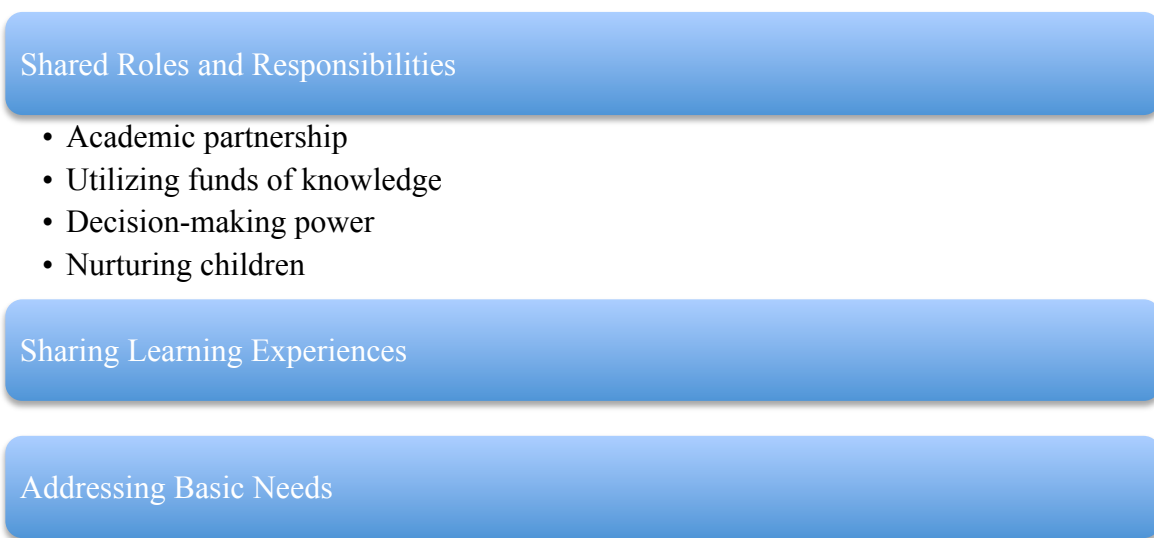 Shared Roles and Responsibilities
• Academic partnership
• Utilizing funds of knowledge
• Decision-making power
• Nurturing children
Sharing Learning Experiences
Addressing Basic Needs